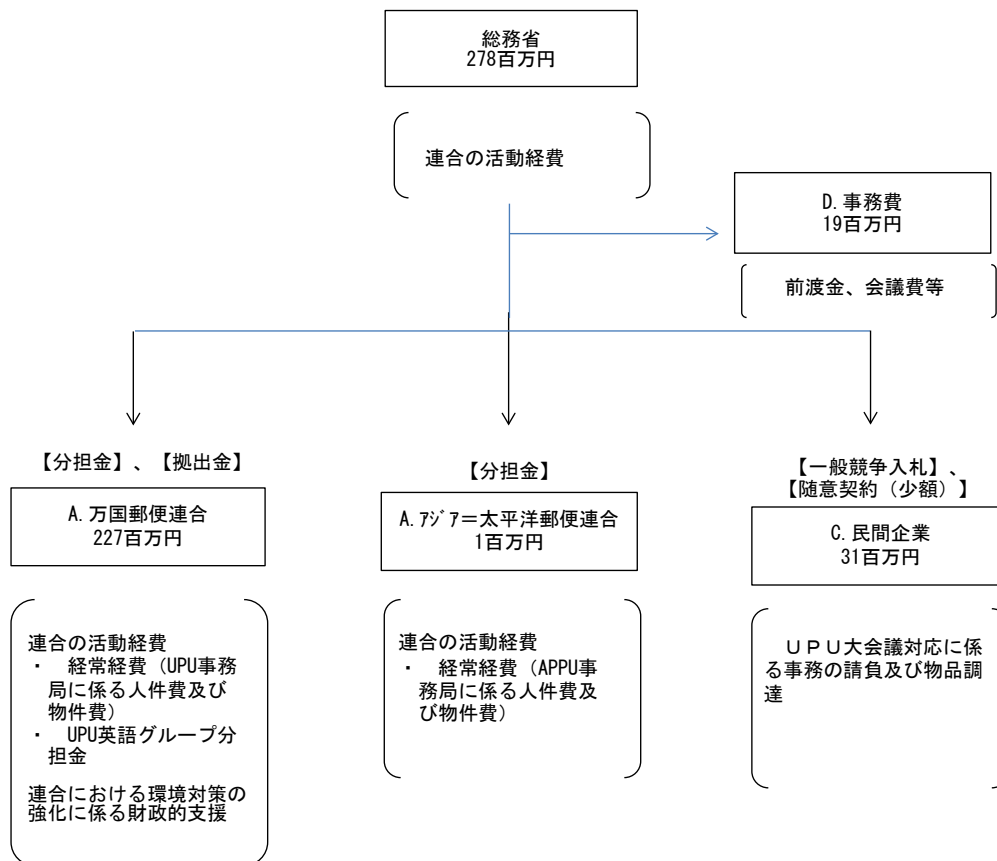 総務省
278百万円
連合の活動経費
D.事務費
19百万円
前渡金、会議費等
【分担金】、【拠出金】
A.万国郵便連合
227百万円
連合の活動経費
・　経常経費（UPU事務
局に係る人件費及び
物件費）
・　UPU英語グループ分
担金
連合における環境対策の
強化に係る財政的支援
【分担金】
A.ｱｼﾞｱ＝太平洋郵便連合
1百万円
連合の活動経費
・　経常経費（APPU事
務局に係る人件費及
び物件費）
【一般競争入札】、
【随意契約（少額）】
C.民間企業
31百万円
ＵＰＵ大会議対応に係
る事務の請負及び物品調
達